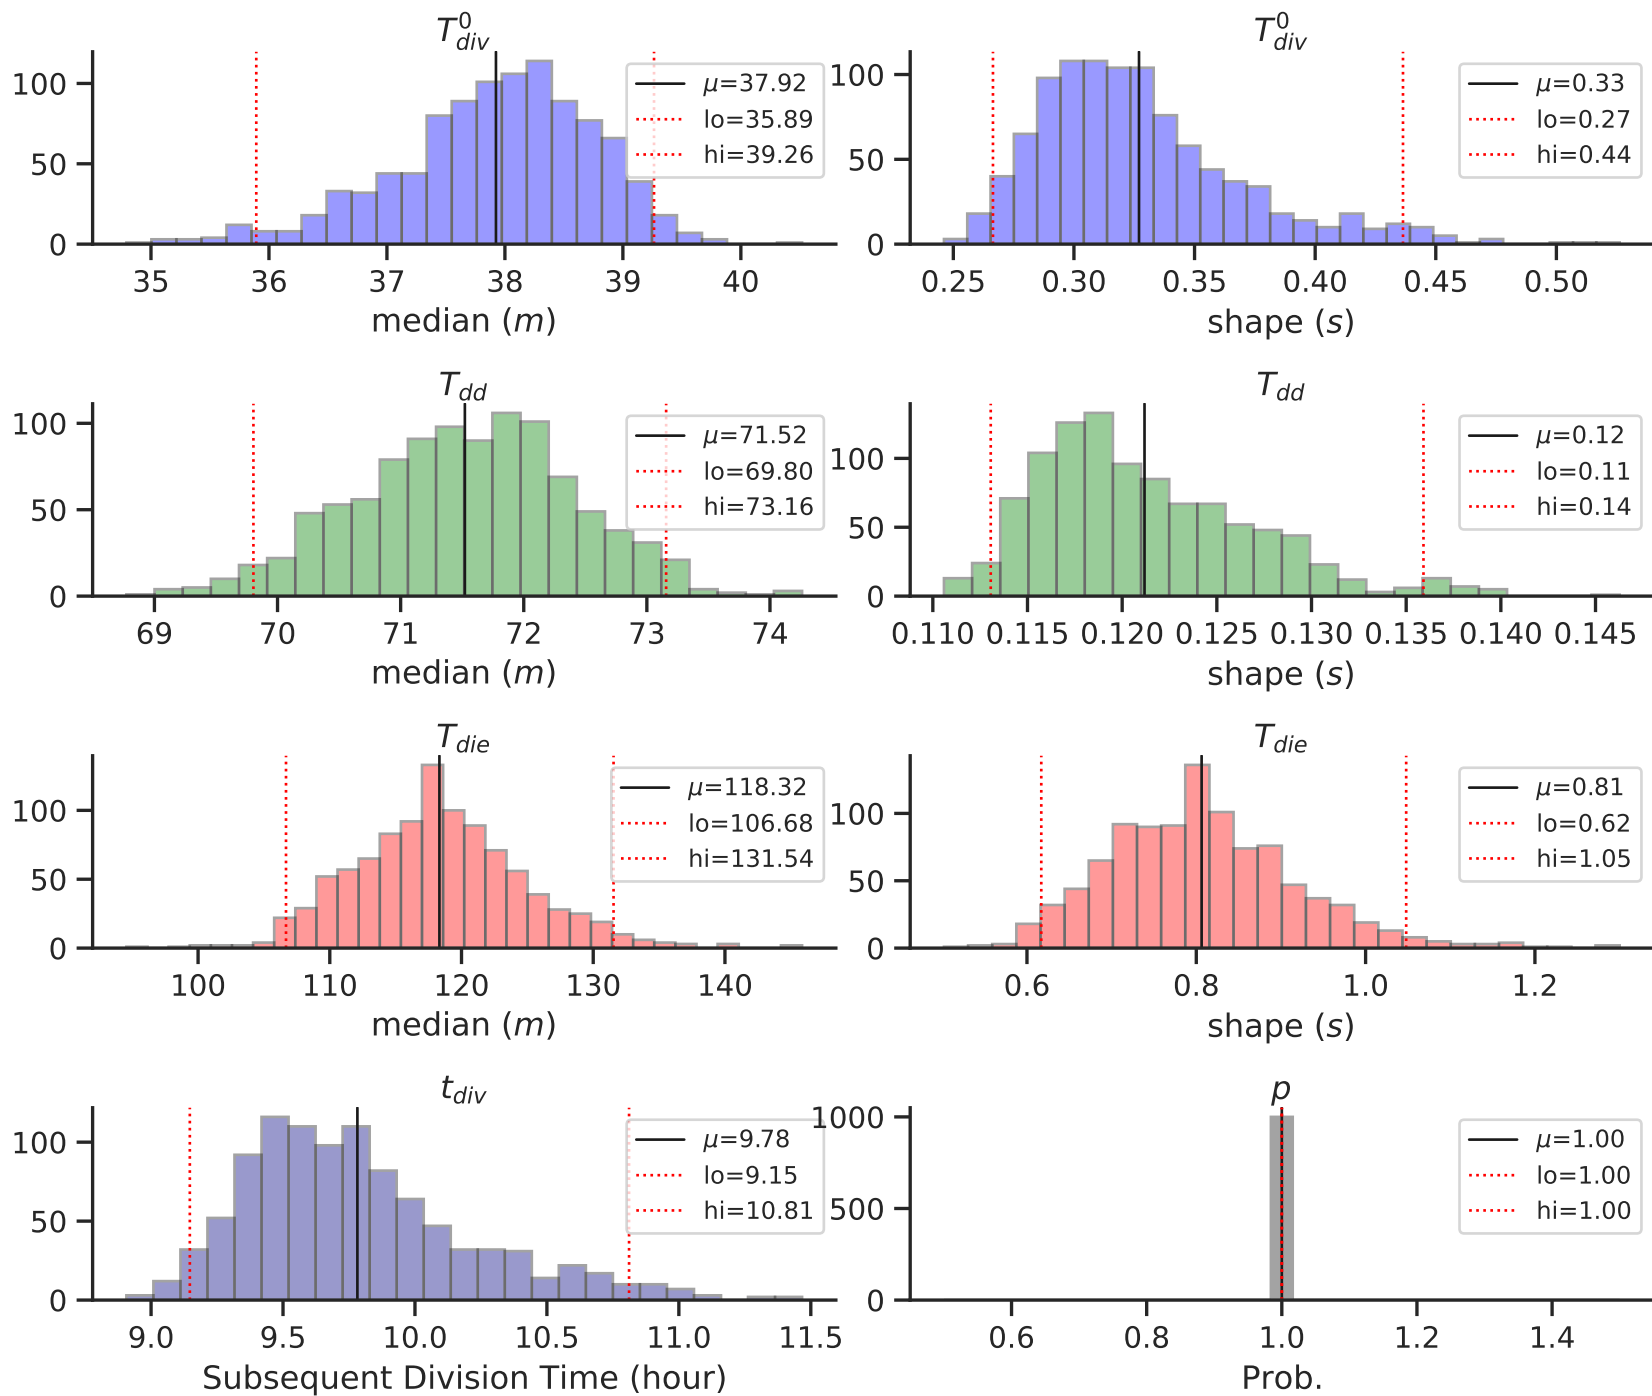 T⁰div
100
50
0
35 36 37 38 39 40
median (m)
μ=37.92
lo=35.89
hi=39.26
T⁰div
100
50
0
0.25 0.30 0.35 0.40 0.45 0.50
shape (s)
μ=0.33
lo=0.27
hi=0.44
Tdd
100
50
0
69 70 71 72 73 74
median (m)
μ=71.52
lo=69.80
hi=73.16
Tdd
100
50
0
0.110 0.115 0.120 0.125 0.130 0.135 0.140 0.145
shape (s)
μ=0.12
lo=0.11
hi=0.14
Tdie
100
50
0
100 110 120 130 140
median (m)
μ=118.32
lo=106.68
hi=131.54
Tdie
100
50
0
0.6 0.8 1.0 1.2
shape (s)
μ=0.81
lo=0.62
hi=1.05
tdiv
100
50
0
9.0 9.5 10.0 10.5 11.0 11.5
Subsequent Division Time (hour)
μ=9.78
lo=9.15
hi=10.81
p
1000
500
0
0.6 0.8 1.0 1.2 1.4
Prob.
μ=1.00
lo=1.00
hi=1.00